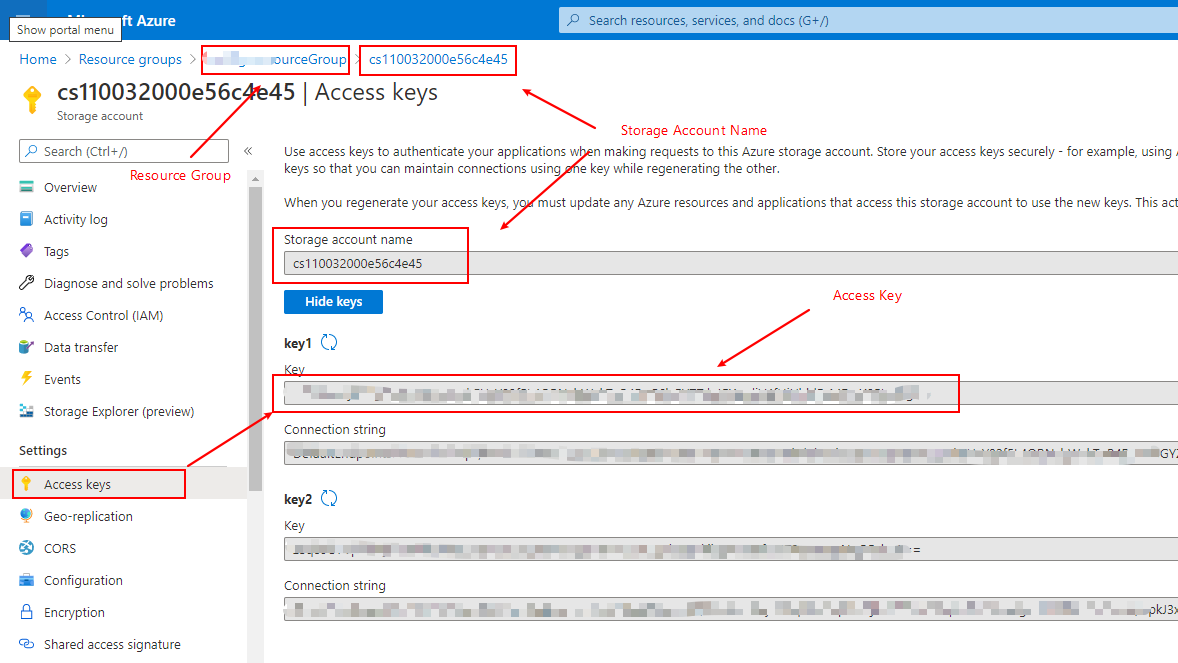 Show portal menu
ft Azure
Search resources, services, and docs (G+/)
Home > Resource groups > ourceGroup > cs110032000e56c4e45
cs110032000e56c4e45 | Access keys
Storage account
Storage Account Name
Search (Ctrl+/)
«
Resource Group
Use access keys to authenticate your applications when making requests to this Azure storage account. Store your access keys securely - for example, using A
keys so that you can maintain connections using one key while regenerating the other.
When you regenerate your access keys, you must update any Azure resources and applications that access this storage account to use the new keys. This act
Overview
Activity log
Tags
Diagnose and solve problems
Access Control (IAM)
Data transfer
Events
Storage Explorer (preview)
Settings
Access keys
Geo-replication
CORS
Configuration
Encryption
Shared access signature
Storage account name
cs110032000e56c4e45
Hide keys
Access Key
key1
Key
Connection string
key2
Key
Connection string